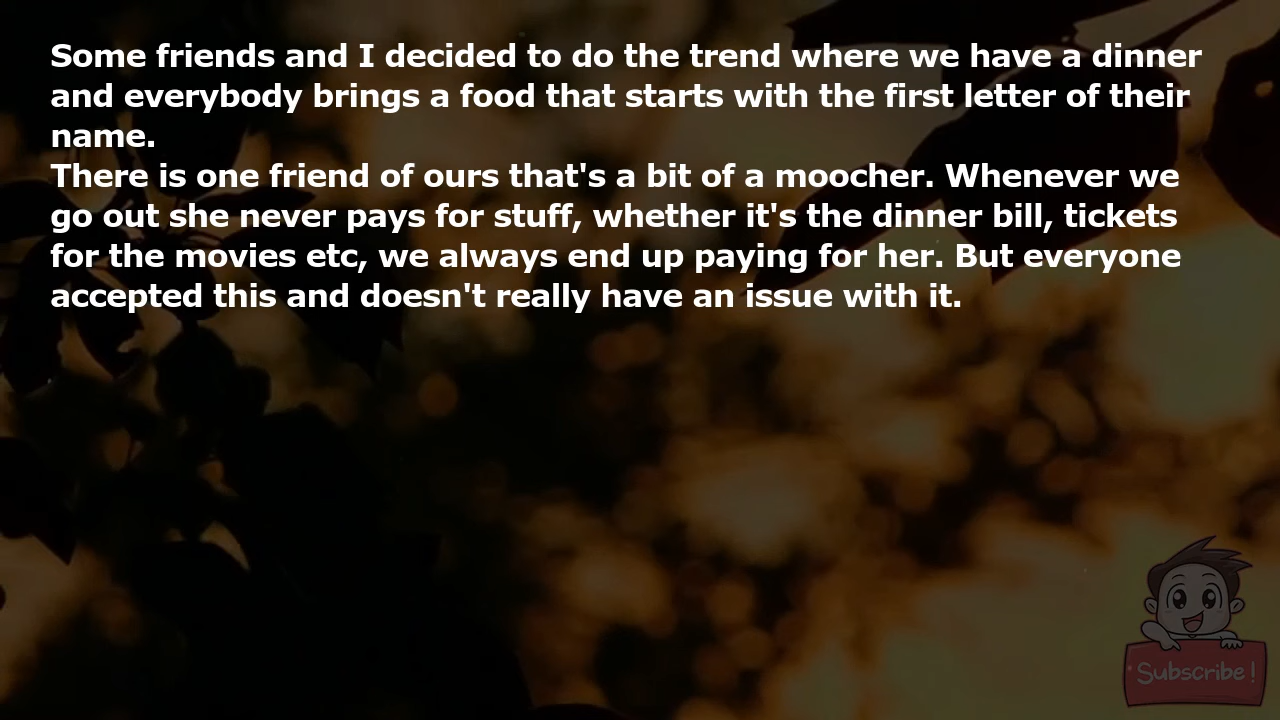 Some friends and I decided to do the trend where we have a dinner
and everybody brings a food that starts with the first letter of their
name.
There is one friend of ours that's a bit of a moocher. Whenever we
go out she never pays for stuff, whether it's the dinner bill, tickets
for the movies etc, we always end up paying for her. But everyone
accepted this and doesn't really have an issue with it.
Subscribe!